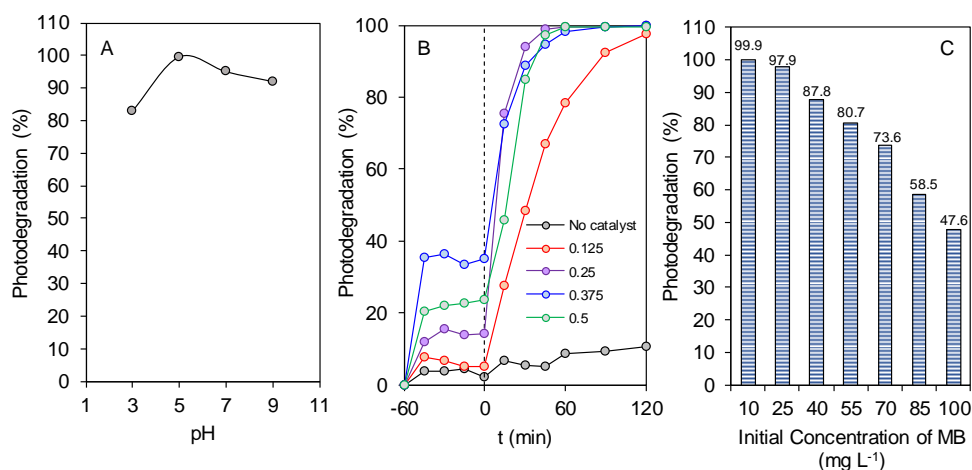 A
Photodegradation (%)
110
100
90
80
70
60
50
40
30
20
10
0
1 3 5 7 9 11
pH
B
Photodegradation (%)
100
80
60
40
20
0
No catalyst
0.125
0.25
0.375
0.5
-60 0 60 120
t (min)
C
Photodegradation (%)
110
100
90
80
70
60
50
40
30
20
10
0
99.9
97.9
87.8
80.7
73.6
58.5
47.6
10 25 40 55 70 85 100
Initial Concentration of MB
(mg L⁻¹)